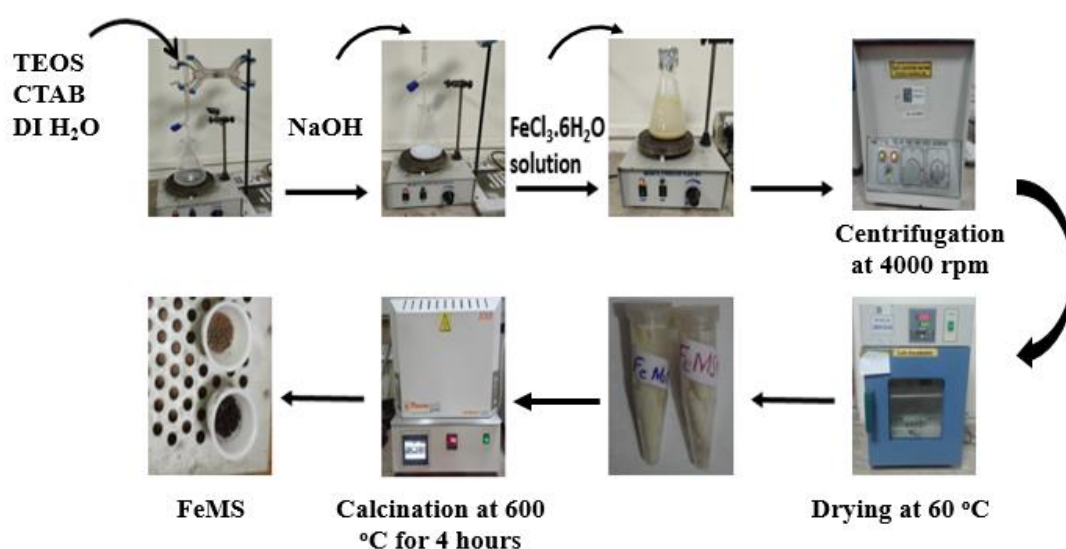 TEOS
CTAB
DI H₂O
NaOH
FeCl₃.6H₂O
solution
Centrifugation
at 4000 rpm
FeMS
Calcination at 600
°C for 4 hours
Drying at 60 °C